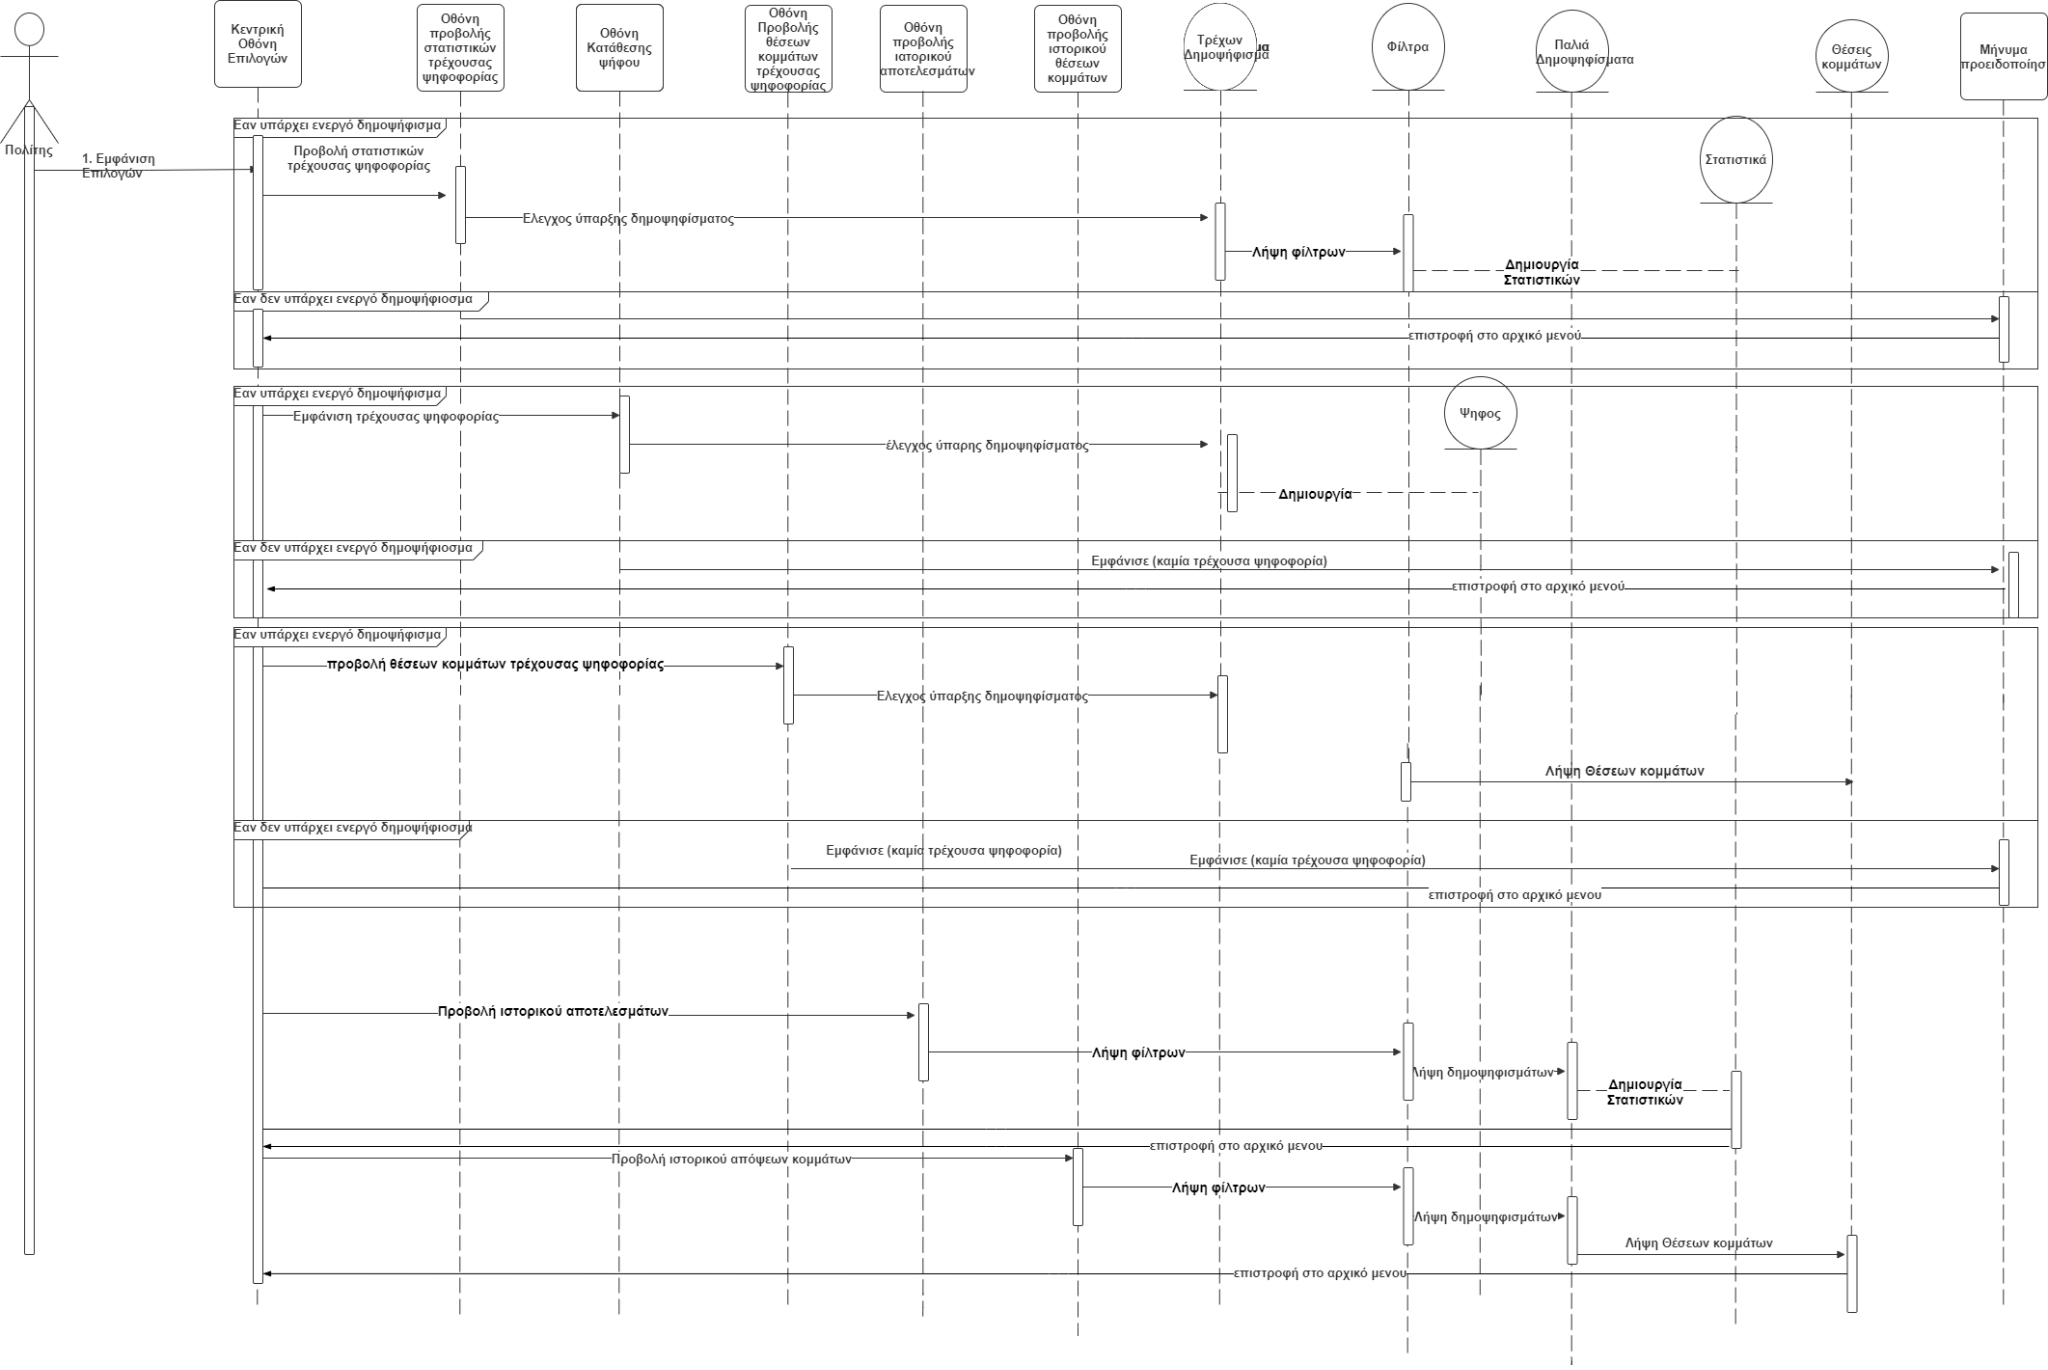 Κεντρική
Οθόνη
Επιλογών
Οθόνη
προβολής
στατιστικών
τρέχουσας
ψηφοφορίας
Οθόνη
Κατάθεσης
ψήφου
Οθόνη
Προβολής
θέσεων
κομμάτων
τρέχουσας
ψηφοφορίας
Οθόνη
προβολής
ιατορικού
αποτελεσμάτων
Οθόνη
προβολής
ιστορικού
θέσεων
κομμάτων
Τρέχων
Δημοψήφισμα
Φίλτρα
Παλιά
Δημοψηφίσματα
Θέσεις
κομμάτων
Μήνυμα
προειδοποίησ
Πολίτης
Εαν υπάρχει ενεργό δημοψήφισμα
1. Εμφάνιση
Επιλογών
Προβολή στατιστικών
τρέχουσας ψηφοφορίας
Στατιστικά
Ελεγχος ύπαρξης δημοψηφίσματος
Λήψη φίλτρων
Δημιουργία
Στατιστικών
Εαν δεν υπάρχει ενεργό δημοψήφιοσμα
επιστροφή στο αρχικό μενού
Εαν υπάρχει ενεργό δημοψήφισμα
Εμφάνιση τρέχουσας ψηφοφορίας
Ψηφος
έλεγχος ύπαρης δημοψηφίσματος
Δημιουργία
Εαν δεν υπάρχει ενεργό δημοψήφιοσμα
Εμφάνισε (καμία τρέχουσα ψηφοφορία)
επιστροφή στο αρχικό μενού
Εαν υπάρχει ενεργό δημοψήφισμα
προβολή θέσεων κομμάτων τρέχουσας ψηφοφορίας
Ελεγχος ύπαρξης δημοψηφίσματος
Λήψη Θέσεων κομμάτων
Εαν δεν υπάρχει ενεργό δημοψήφιοσμα
Εμφάνισε (καμία τρέχουσα ψηφοφορία)
Εμφάνισε (καμία τρέχουσα ψηφοφορία)
επιστροφή στο αρχικό μενου
Προβολή ιστορικού αποτελεσμάτων
Λήψη φίλτρων
Λήψη δημοψηφισμάτων
Δημιουργία
Στατιστικών
επιστροφή στο αρχικό μενου
Προβολή ιστορικού απόψεων κομμάτων
Λήψη φίλτρων
Λήψη δημοψηφισμάτων
Λήψη Θέσεων κομμάτων
επιστροφή στο αρχικό μενου